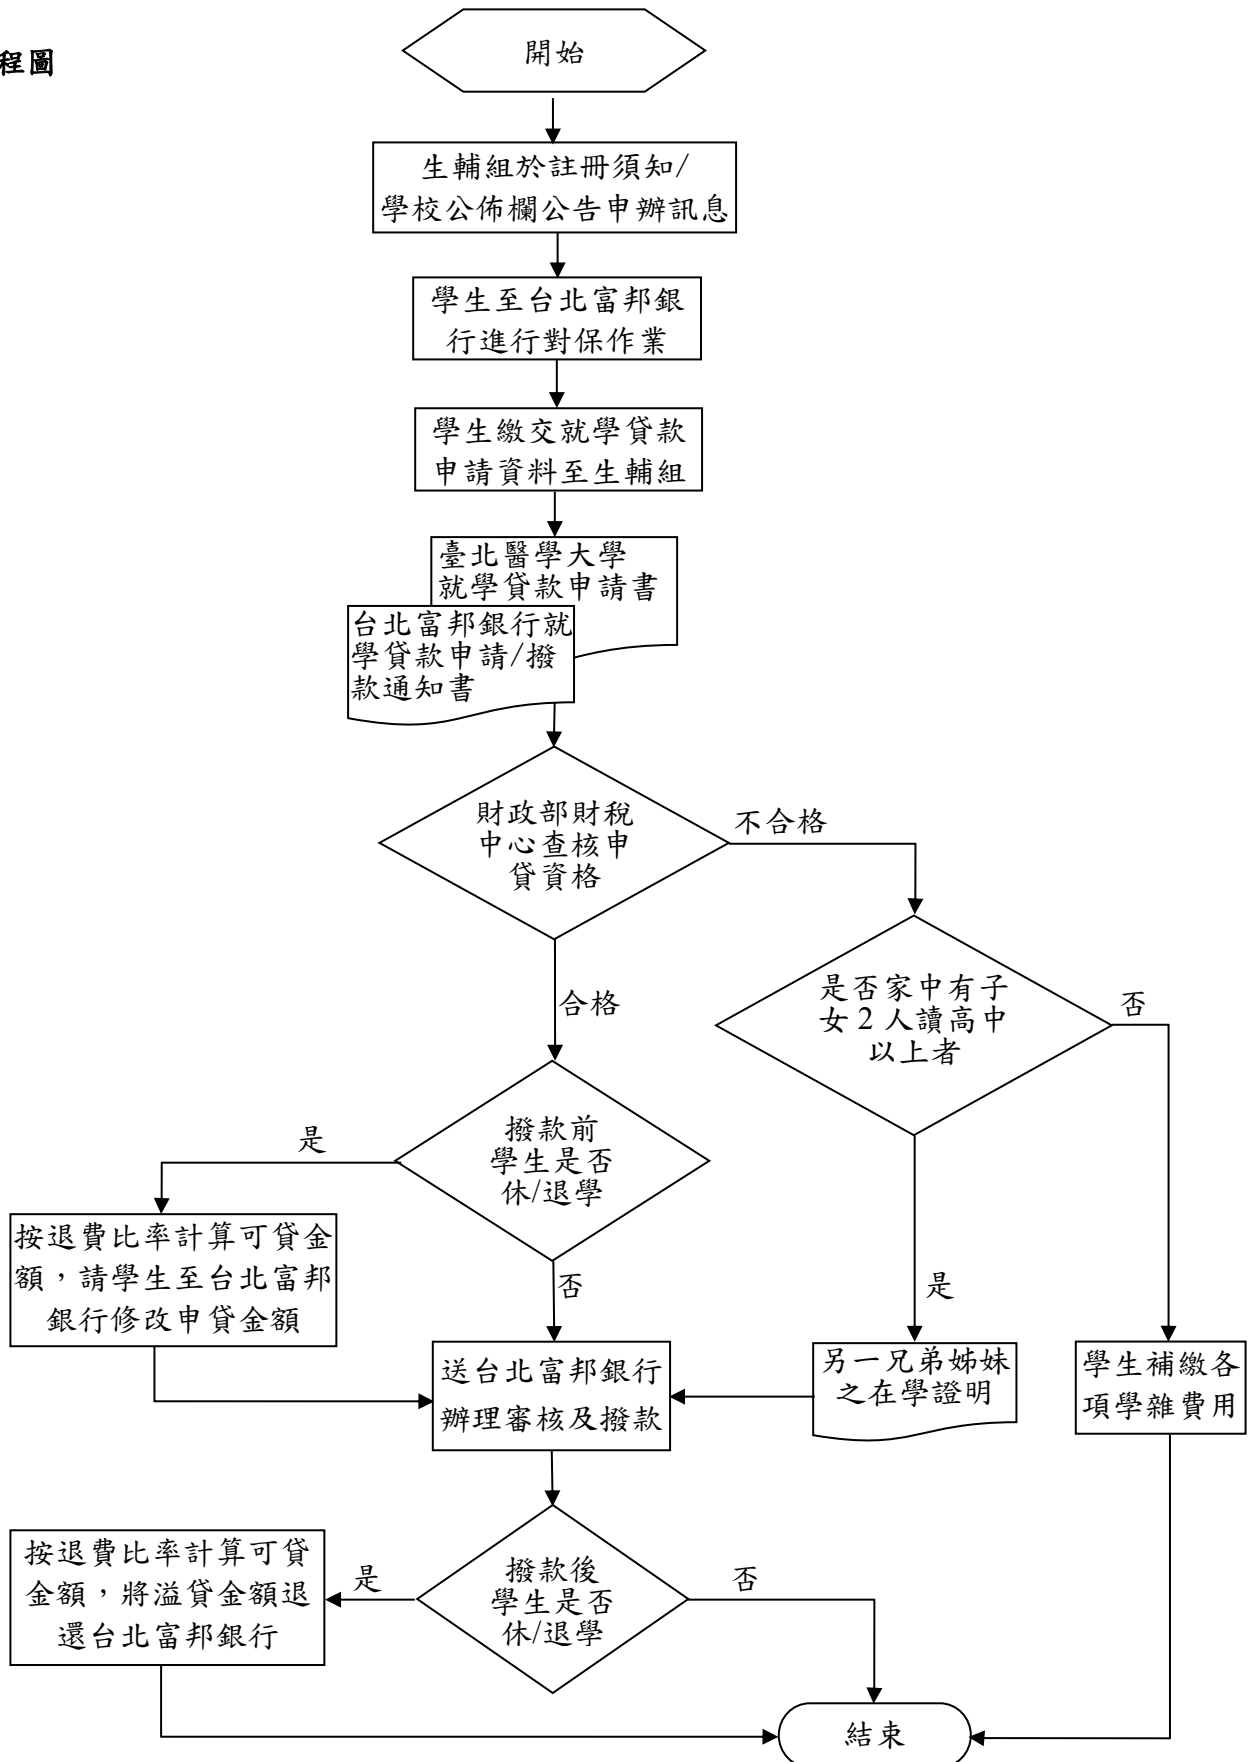 程圖
開始
生輔組於註冊須知/
學校公佈欄公告申辦訊息
學生至台北富邦銀
行進行對保作業
學生繳交就學貸款
申請資料至生輔組
臺北醫學大學
就學貸款申請書
台北富邦銀行就
學貸款申請/撥
款通知書
財政部財稅
中心查核申
貸資格
不合格
合格
是否家中有子
女2人讀高中
以上者
否
是
撥款前
學生是否
休/退學
是
否
按退費比率計算可貸金
額，請學生至台北富邦
銀行修改申貸金額
送台北富邦銀行
辦理審核及撥款
另一兄弟姊妹
之在學證明
學生補繳各
項學雜費用
按退費比率計算可貸
金額，將溢貸金額退
還台北富邦銀行
是
撥款後
學生是否
休/退學
否
結束